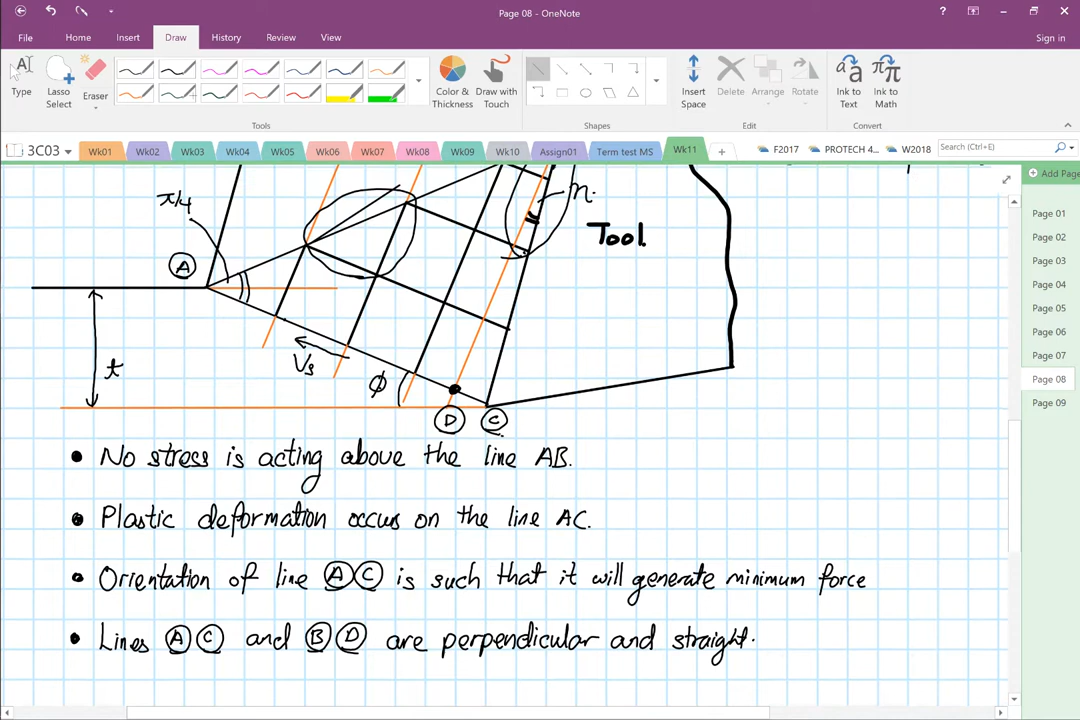 Page 08 - OneNote
?
File Home Insert Draw History Review View Sign in
Type Lasso Select Eraser Color & Thickness Draw with Touch Insert Space Delete Arrange Rotate Ink to Text Ink to Math
Tools Shapes Edit Convert
3C03 Wk01 Wk02 Wk03 Wk04 Wk05 Wk06 Wk07 Wk08 Wk09 Wk10 Assign01 Term test MS Wk11 F2017 PROTECH 4... W2018 Search (Ctrl+E)
Add Page
Page 01
Page 02
Page 03
Page 04
Page 05
Page 06
Page 07
Page 08
Page 09
π/4
η.
Tool.
A
t
Vs
φ
D C
• No stress is acting above the line AB.
• Plastic deformation occurs on the line AC.
• Orientation of line A C is such that it will generate minimum force
• Lines A C and B D are perpendicular and straight.